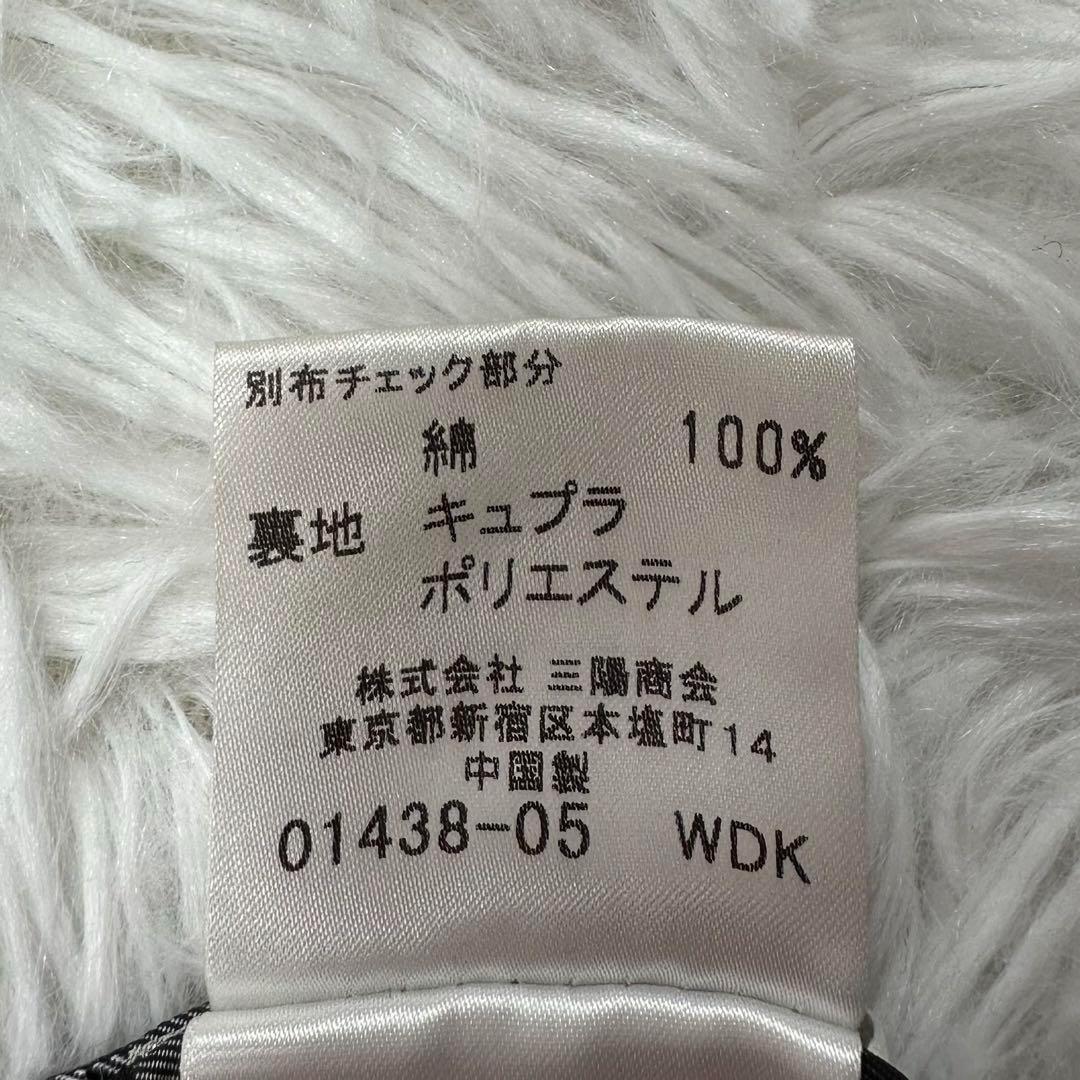 別布チェック部分
綿 100%
裏地 キュプラ
ポリエステル
株式会社 三陽商会
東京都新宿区本塩町14
中国製
01438-05 WDK